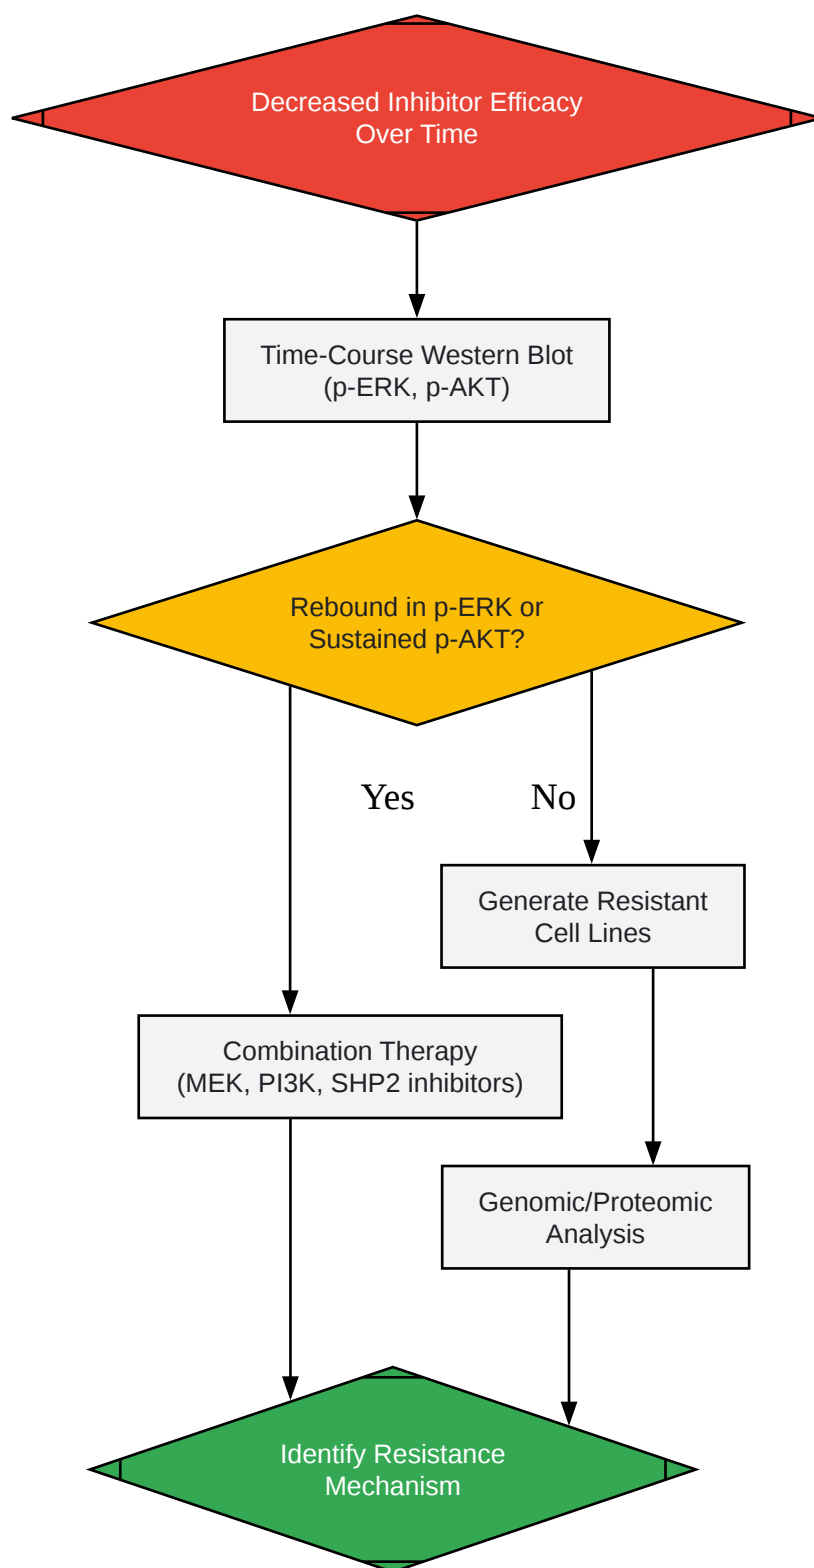 Decreased Inhibitor Efficacy
Over Time
Time-Course Western Blot
(p-ERK, p-AKT)
Rebound in p-ERK or
Sustained p-AKT?
Yes
No
Generate Resistant
Cell Lines
Combination Therapy
(MEK, PI3K, SHP2 inhibitors)
Genomic/Proteomic
Analysis
Identify Resistance
Mechanism